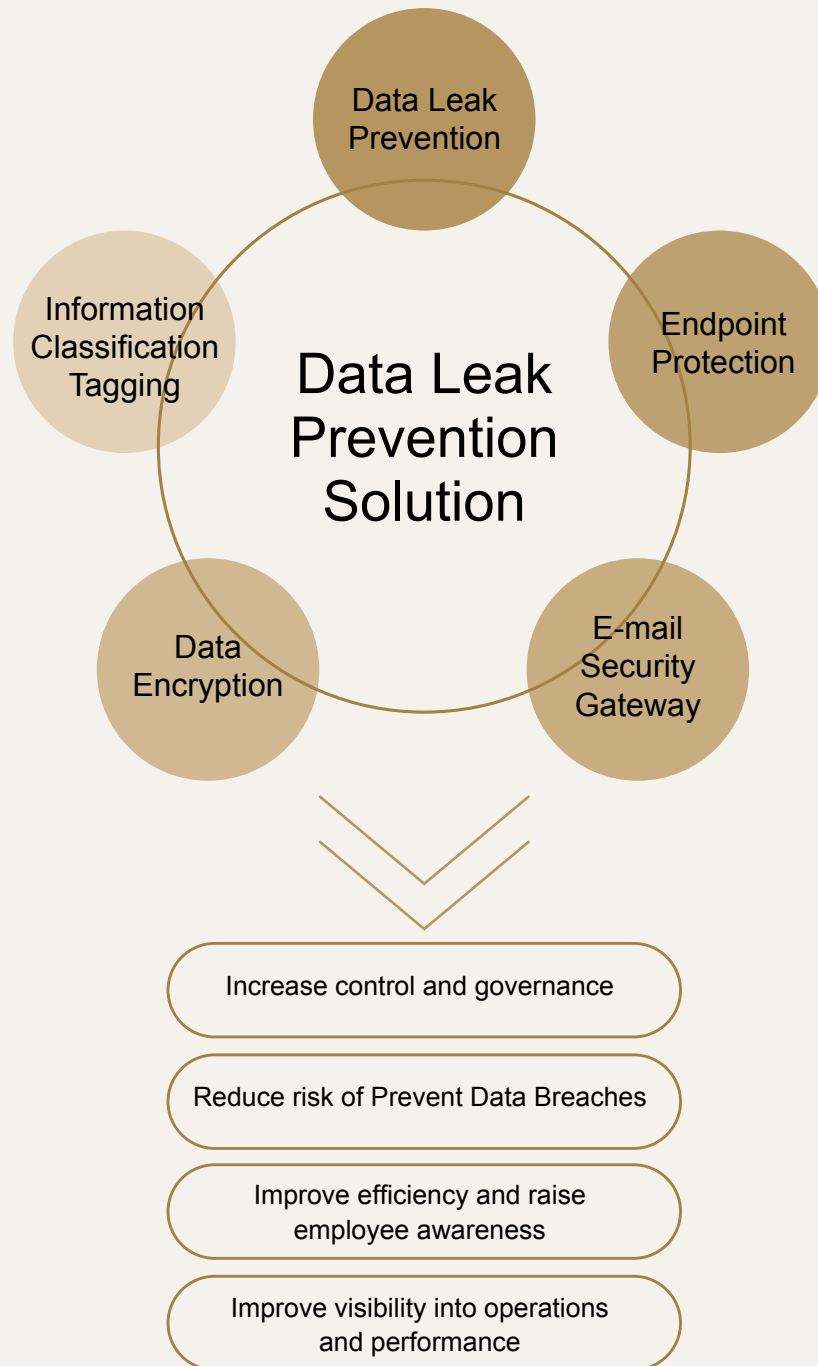 Data Leak
Prevention
Information
Classification
Tagging
Endpoint
Protection
Data Leak
Prevention
Solution
Data
Encryption
E-mail
Security
Gateway
Increase control and governance
Reduce risk of Prevent Data Breaches
Improve efficiency and raise
employee awareness
Improve visibility into operations
and performance